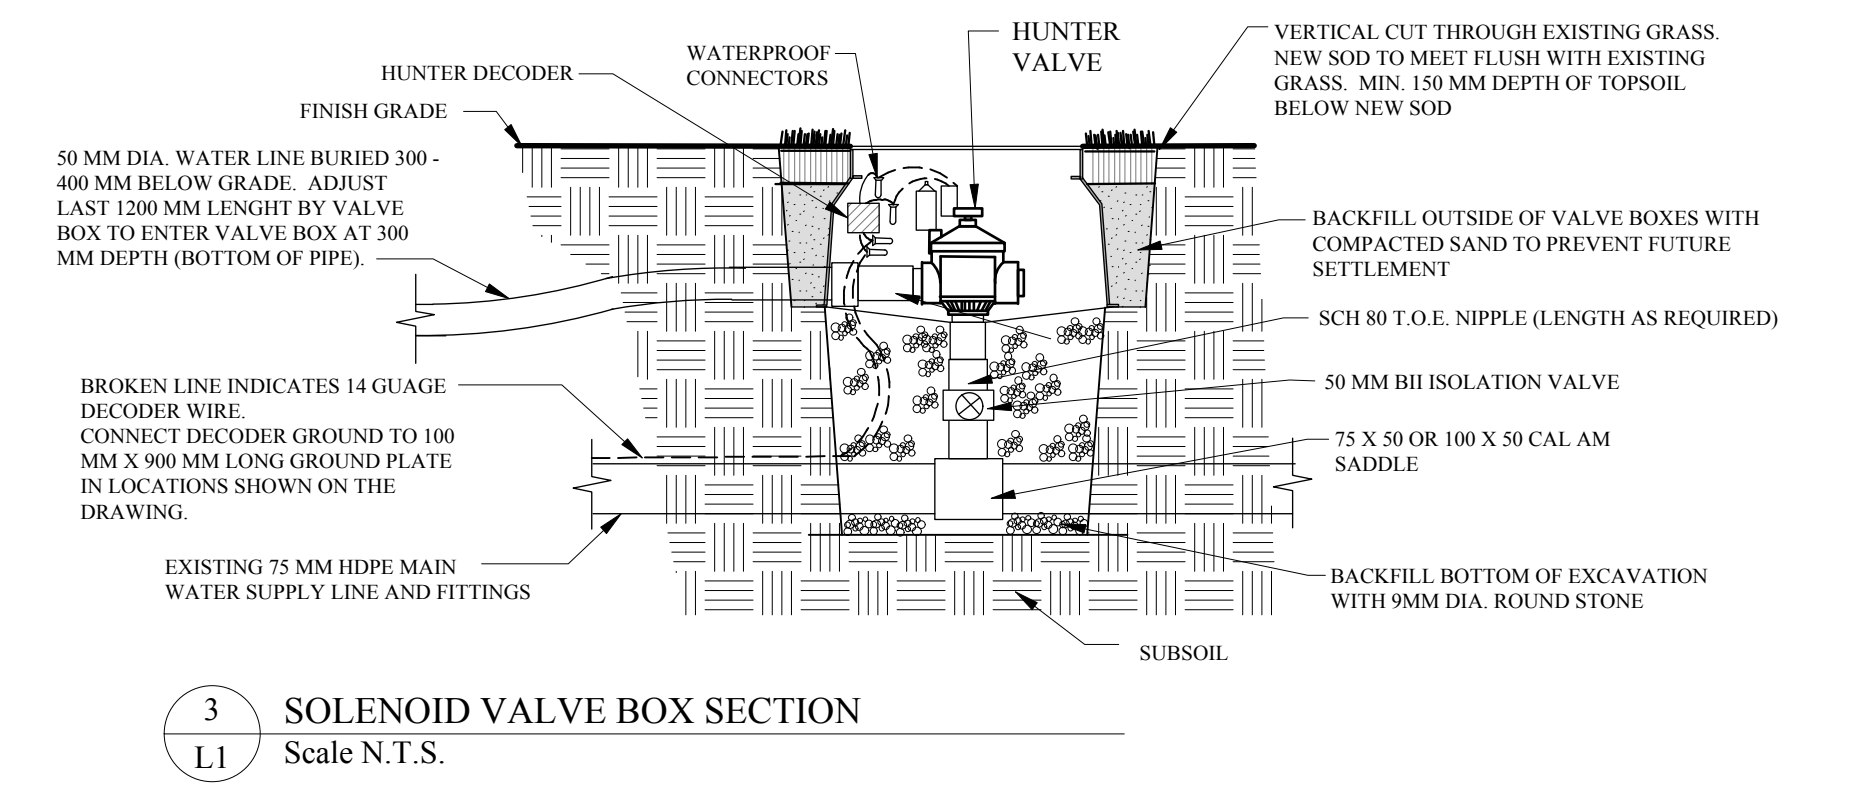 HUNTER
VALVE
WATERPROOF
CONNECTORS
HUNTER DECODER
FINISH GRADE
50 MM DIA. WATER LINE BURIED 300 -
400 MM BELOW GRADE.  ADJUST
LAST 1200 MM LENGHT BY VALVE
BOX TO ENTER VALVE BOX AT 300
MM DEPTH (BOTTOM OF PIPE).
BROKEN LINE INDICATES 14 GUAGE
DECODER WIRE.
CONNECT DECODER GROUND TO 100
MM X 900 MM LONG GROUND PLATE
IN LOCATIONS SHOWN ON THE
DRAWING.
EXISTING 75 MM HDPE MAIN
WATER SUPPLY LINE AND FITTINGS
VERTICAL CUT THROUGH EXISTING GRASS.
NEW SOD TO MEET FLUSH WITH EXISTING
GRASS.  MIN. 150 MM DEPTH OF TOPSOIL
BELOW NEW SOD
BACKFILL OUTSIDE OF VALVE BOXES WITH
COMPACTED SAND TO PREVENT FUTURE
SETTLEMENT
SCH 80 T.O.E. NIPPLE (LENGTH AS REQUIRED)
50 MM BII ISOLATION VALVE
75 X 50 OR 100 X 50 CAL AM
SADDLE
BACKFILL BOTTOM OF EXCAVATION
WITH 9MM DIA. ROUND STONE
SUBSOIL
3
L1
SOLENOID VALVE BOX SECTION
Scale N.T.S.